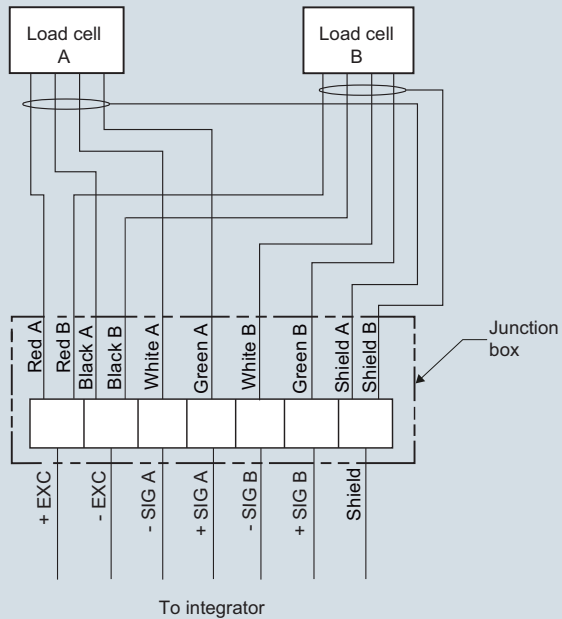 Load cell
A
Load cell
B
Red A
Red B
Black A
Black B
White A
Green A
White B
Green B
Shield A
Shield B
Junction
box
+ EXC
- EXC
- SIG A
+ SIG A
- SIG B
+ SIG B
Shield
To integrator